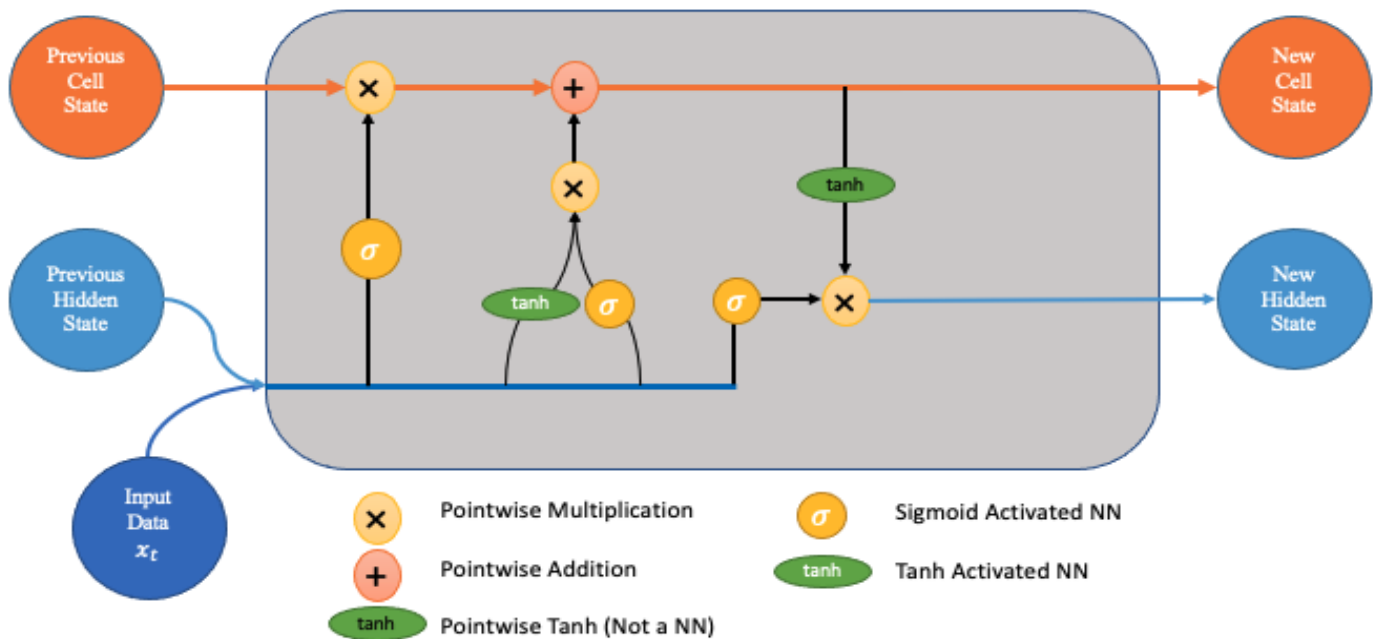 Previous
Cell
State
New
Cell
State
×
+
×
tanh
σ
Previous
Hidden
State
tanh
σ
σ
×
New
Hidden
State
Input
Data
xₜ
× Pointwise Multiplication
σ Sigmoid Activated NN
+ Pointwise Addition
tanh Tanh Activated NN
tanh Pointwise Tanh (Not a NN)